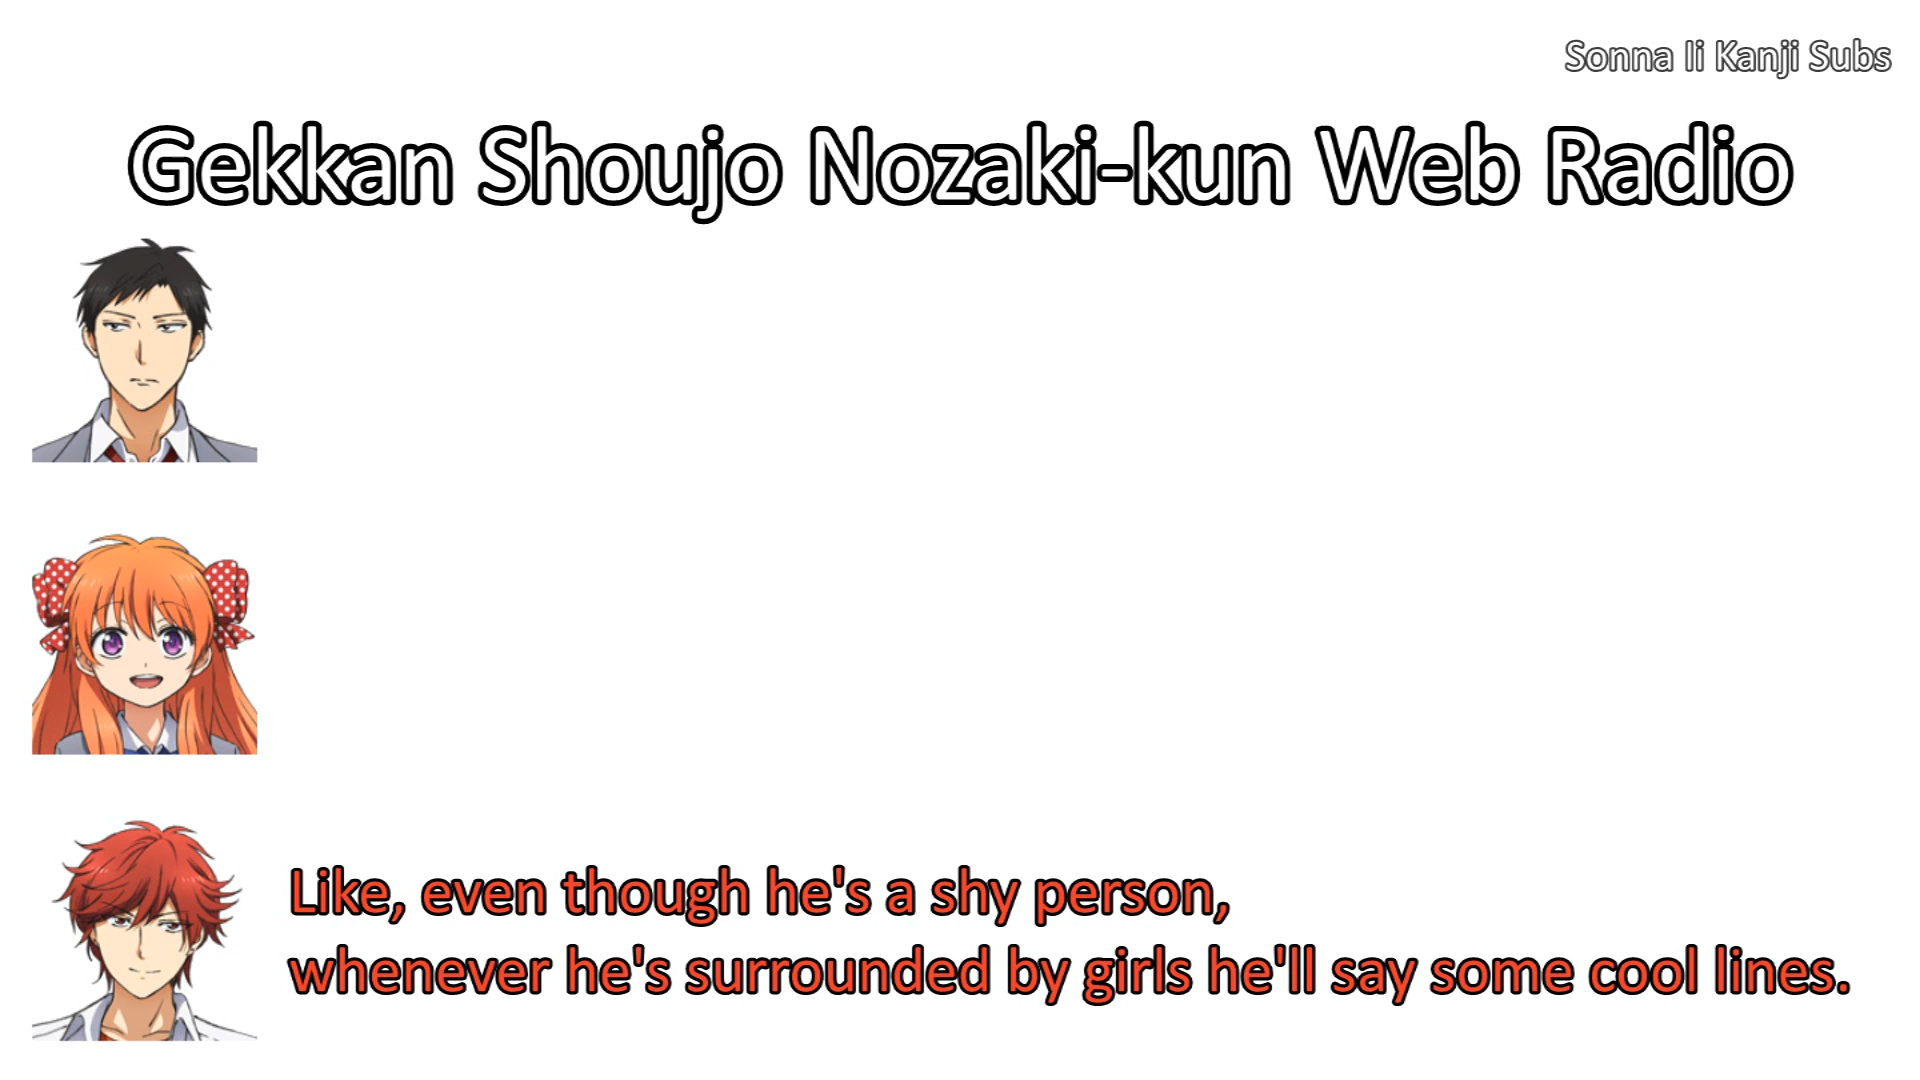 Sonna Ii Kanji Subs
Gekkan Shoujo Nozaki-kun Web Radio
Like, even though he's a shy person,
whenever he's surrounded by girls he'll say some cool lines.